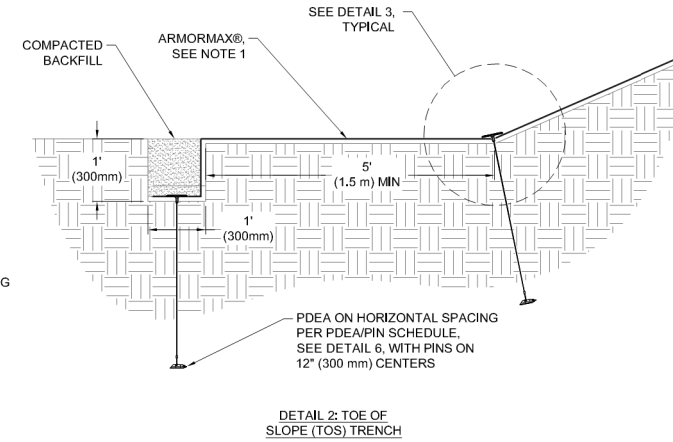 SEE DETAIL 3,
TYPICAL
COMPACTED
BACKFILL
ARMORMAX®,
SEE NOTE 1
1'
(300mm)
5'
(1.5 m) MIN
1'
(300mm)
G
PDEA ON HORIZONTAL SPACING
PER PDEA/PIN SCHEDULE,
SEE DETAIL 6, WITH PINS ON
12" (300 mm) CENTERS
DETAIL 2: TOE OF
SLOPE (TOS) TRENCH